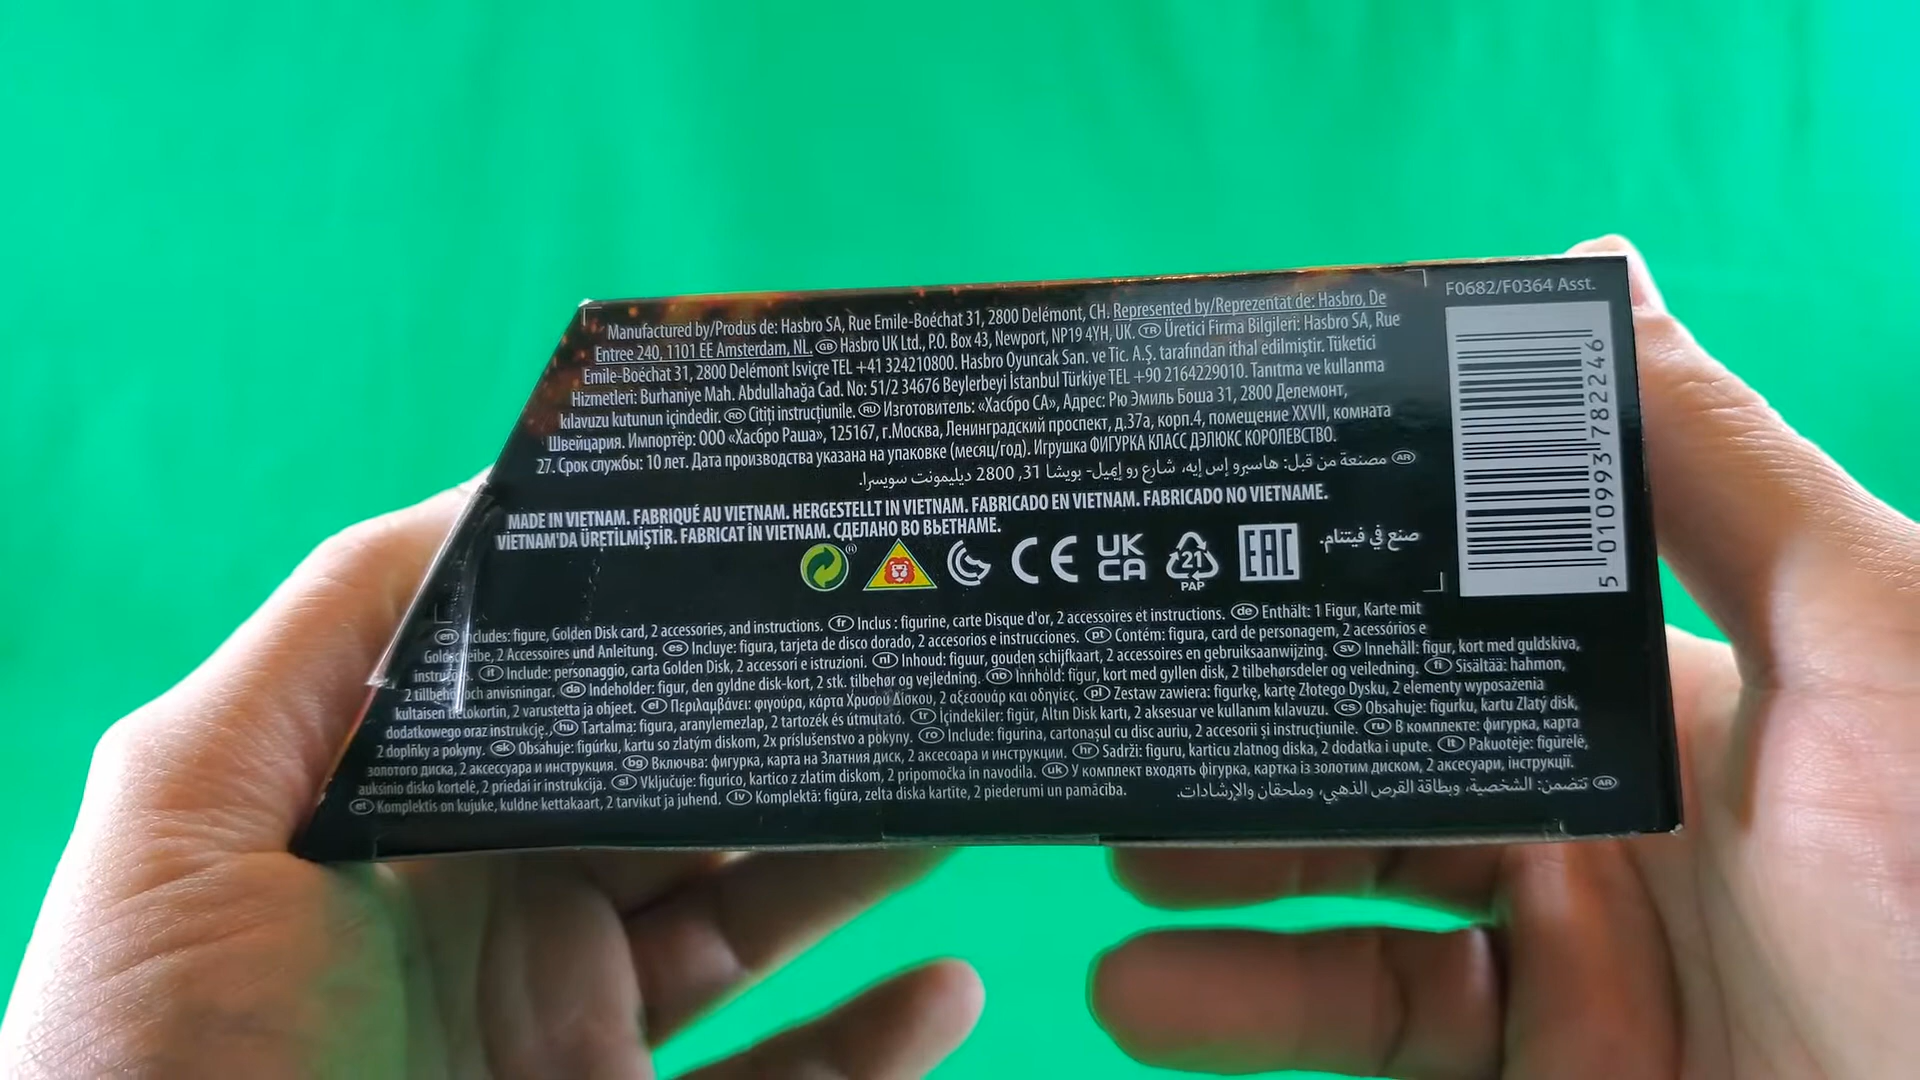 F0682/F0364 Asst.
Manufactured by/Produs de: Hasbro SA, Rue Emile-Boéchat 31, 2800 Delémont, CH. Represented by/Reprezentat de: Hasbro, De
Entree 240, 1101 EE Amsterdam, NL. GB Hasbro UK Ltd., P.O. Box 43, Newport, NP19 4YH, UK. TR Üretici Firma Bilgileri: Hasbro SA, Rue
Emile-Boéchat 31, 2800 Delémont Isviçre TEL +41 324210800. Hasbro Oyuncak San. ve Tic. A.Ş. tarafından ithal edilmiştir. Tüketici
Hizmetleri: Burhaniye Mah. Abdullahağa Cad. No: 51/2 34676 Beylerbeyi İstanbul Türkiye TEL +90 2164229010. Tanıtma ve kullanma
kılavuzu kutunun içindedir. RO Citiți instrucțiunile. RU Изготовитель: «Хасбро СА», Адрес: Рю Эмиль Боша 31, 2800 Делемонт,
Швейцария. Импортёр: ООО «Хасбро Раша», 125167, г.Москва, Ленинградский проспект, д.37а, корп.4, помещение XXVII, комната
27. Срок службы: 10 лет. Дата производства указана на упаковке (месяц/год). Игрушка ФИГУРКА КЛАСС ДЭЛЮКС КОРОЛЕВСТВО.
AR مصنعة من قبل: هاسبرو إس إيه، شارع رو إيميل- بويشا 31, 2800 ديليمونت سويسرا.
MADE IN VIETNAM. FABRIQUÉ AU VIETNAM. HERGESTELLT IN VIETNAM. FABRICADO EN VIETNAM. FABRICADO NO VIETNAME.
VİETNAM'DA ÜRETİLMİŞTİR. FABRICAT ÎN VIETNAM. СДЕЛАНО ВО ВЬЕТНАМЕ.
صنع في فيتنام.
CE UK CA 21 PAP EAC
5 010993 782246
en Includes: figure, Golden Disk card, 2 accessories, and instructions. fr Inclus : figurine, carte Disque d'or, 2 accessoires et instructions. de Enthält: 1 Figur, Karte mit
Goldscheibe, 2 Accessoires und Anleitung. es Incluye: figura, tarjeta de disco dorado, 2 accesorios e instrucciones. pt Contém: figura, card de personagem, 2 acessórios e
it Include: personaggio, carta Golden Disk, 2 accessori e istruzioni. nl Inhoud: figuur, gouden schijfkaart, 2 accessoires en gebruiksaanwijzing. sv Innehåll: figur, kort med guldskiva,
2 tillbehör och anvisningar. da Indeholder: figur, den gyldne disk-kort, 2 stk. tilbehør og vejledning. no Innhold: figur, kort med gyllen disk, 2 tilbehørsdeler og veiledning. fi Sisältää: hahmon,
kultaisen tietokortin, 2 varustetta ja ohjeet. el Περιλαμβάνει: φιγούρα, κάρτα Χρυσού Δίσκου, 2 αξεσουάρ και οδηγίες. pl Zestaw zawiera: figurkę, kartę Złotego Dysku, 2 elementy wyposażenia
dodatkowego oraz instrukcję. hu Tartalma: figura, aranylemezlap, 2 tartozék és útmutató. tr İçindekiler: figür, Altın Disk kartı, 2 aksesuar ve kullanım kılavuzu. cs Obsahuje: figurku, kartu Zlatý disk,
2 doplňky a pokyny. sk Obsahuje: figúrku, kartu so zlatým diskom, 2x príslušenstvo a pokyny. ro Include: figurina, cartonașul cu disc auriu, 2 accesorii și instrucțiunile. ru В комплекте: фигурка, карта
золотого диска, 2 аксессуара и инструкция. bg Включва: фигурка, карта на Златния диск, 2 аксесоара и инструкции. hr Sadrži: figuru, karticu zlatnog diska, 2 dodatka i upute. lt Pakuotėje: figūrėlė,
auksinio disko kortelė, 2 priedai ir instrukcija. sl Vključuje: figurico, kartico z zlatim diskom, 2 pripomočka in navodila. uk У комплект входять фігурка, картка із золотим диском, 2 аксесуари, інструкції.
et Komplektis on kujuke, kuldne kettakaart, 2 tarvikut ja juhend. lv Komplektā: figūra, zelta diska kartīte, 2 piederumi un pamācība.
AR تتضمن: الشخصية، وبطاقة القرص الذهبي، وملحقان والإرشادات.